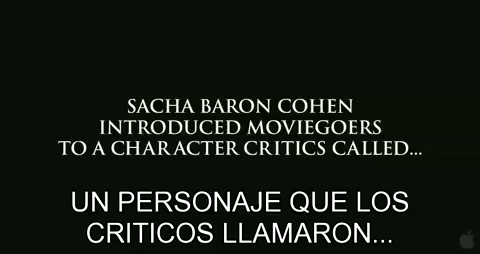 SACHA BARON COHEN
INTRODUCED MOVIEGOERS
TO A CHARACTER CRITICS CALLED...
UN PERSONAJE QUE LOS
CRITICOS LLAMARON...